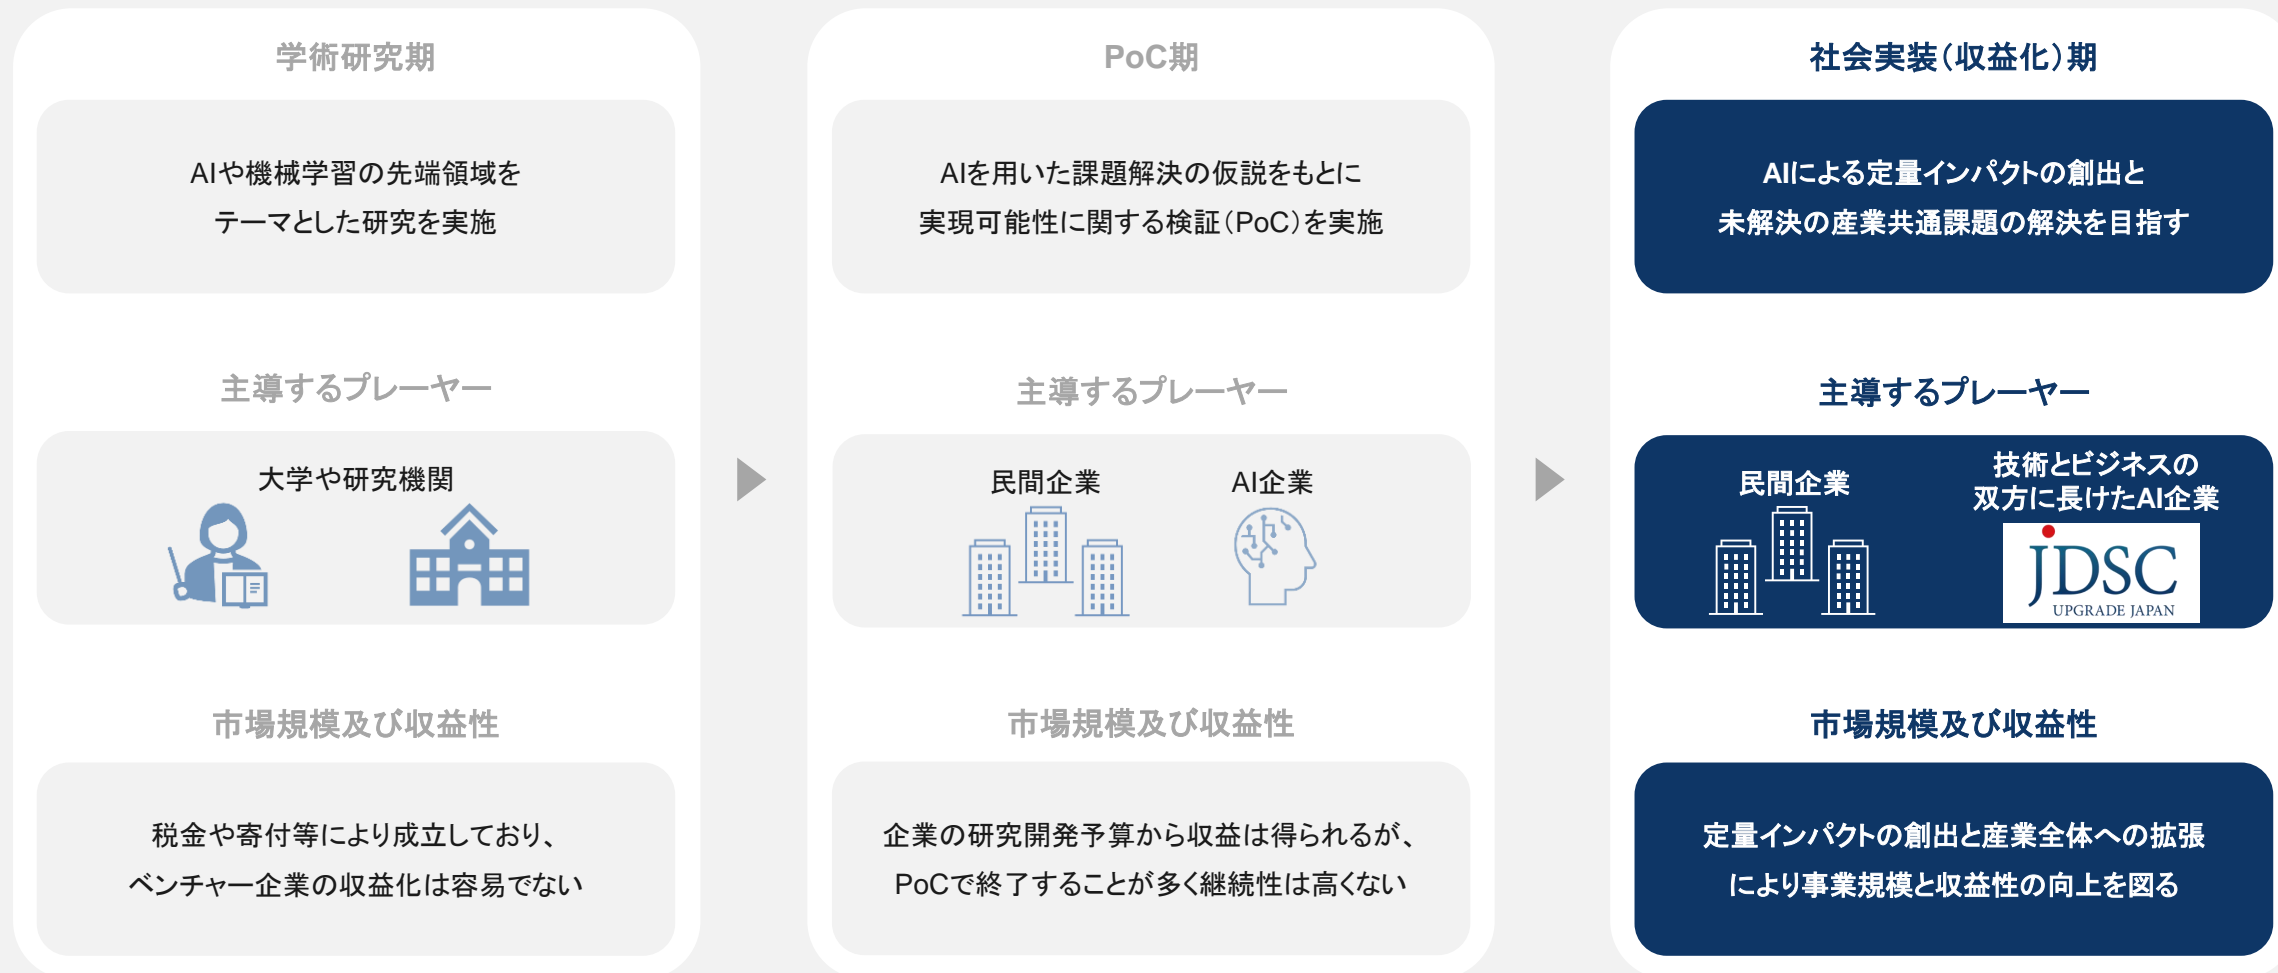 学術研究期
AIや機械学習の先端領域を
テーマとした研究を実施
主導するプレーヤー
大学や研究機関
市場規模及び収益性
税金や寄付等により成立しており、
ベンチャー企業の収益化は容易でない
PoC期
AIを用いた課題解決の仮説をもとに
実現可能性に関する検証（PoC）を実施
主導するプレーヤー
民間企業
AI企業
市場規模及び収益性
企業の研究開発予算から収益は得られるが、
PoCで終了することが多く継続性は高くない
社会実装（収益化）期
AIによる定量インパクトの創出と
未解決の産業共通課題の解決を目指す
主導するプレーヤー
民間企業
技術とビジネスの
双方に長けたAI企業
JDSC
UPGRADE JAPAN
市場規模及び収益性
定量インパクトの創出と産業全体への拡張
により事業規模と収益性の向上を図る